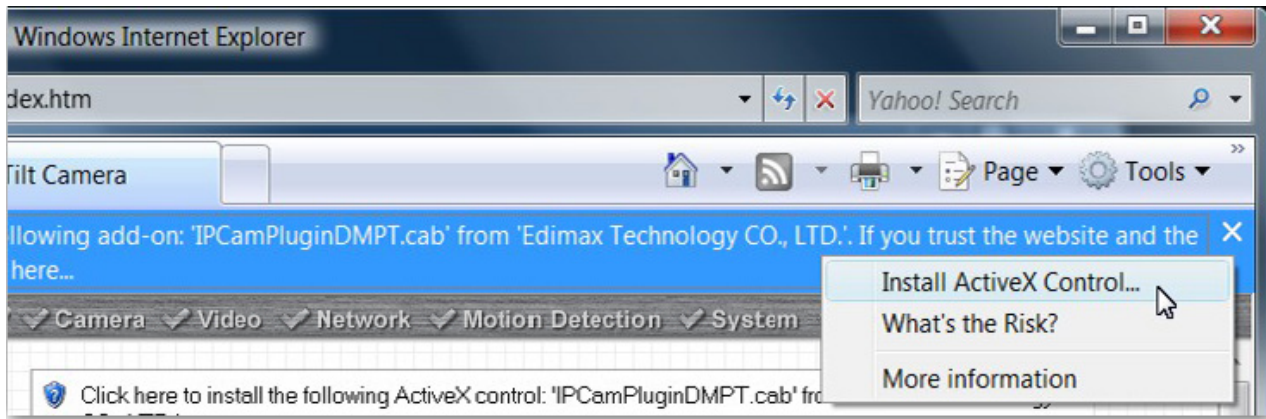 Windows Internet Explorer
dex.htm
Yahoo! Search
Tilt Camera
Page
Tools
llowing add-on: 'IPCamPluginDMPT.cab' from 'Edimax Technology CO., LTD.'. If you trust the website and the
here...
Install ActiveX Control...
Camera Video Network Motion Detection System
What's the Risk?
More information
Click here to install the following ActiveX control: 'IPCamPluginDMPT.cab'